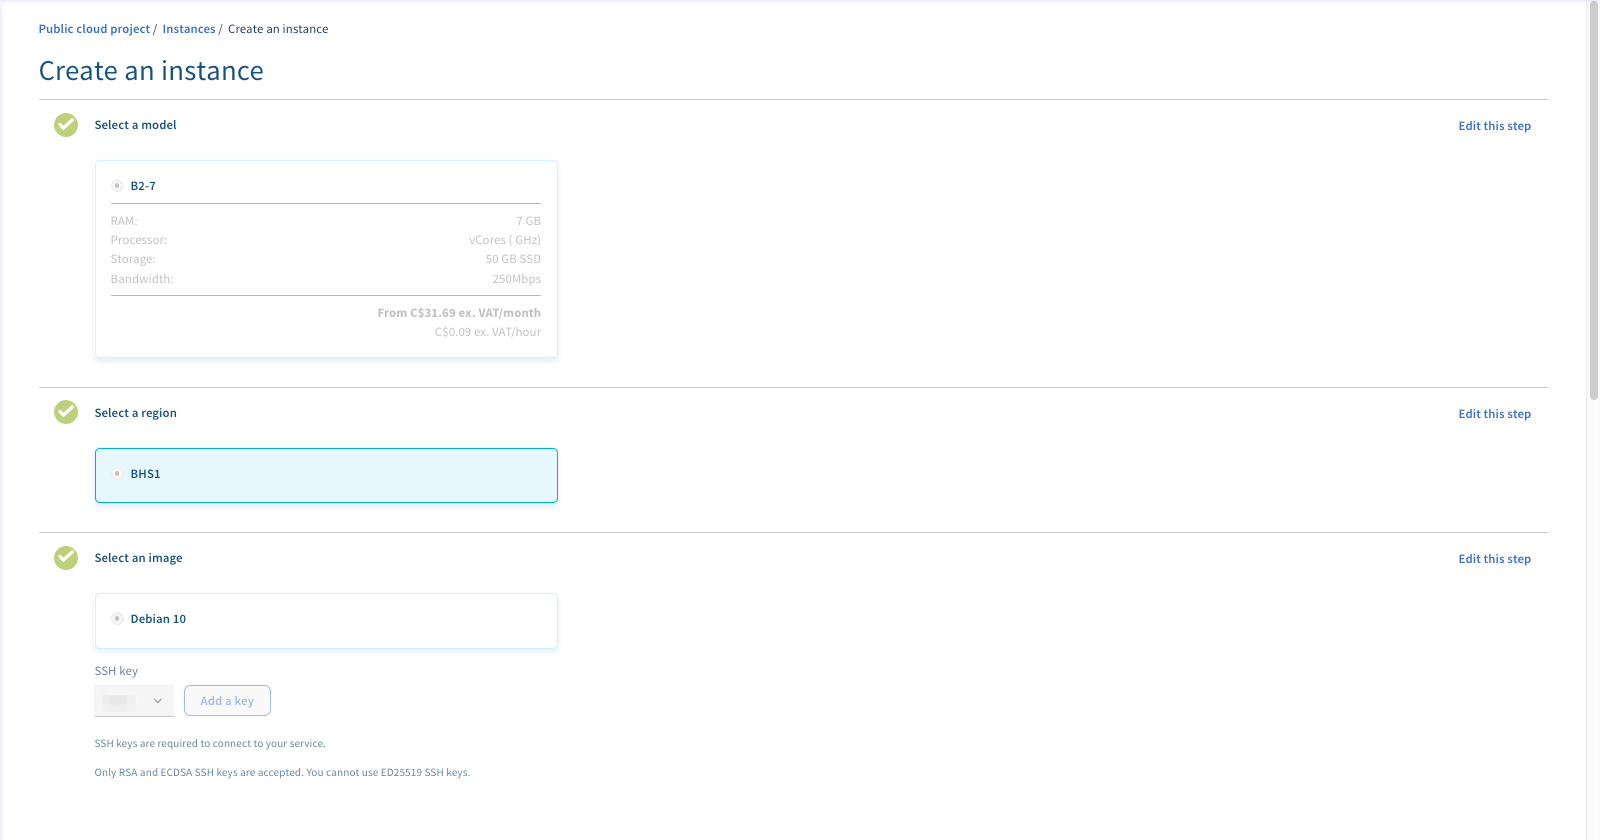 Public cloud project / Instances / Create an instance
Create an instance
Select a model
Edit this step
B2-7
RAM: 7 GB
Processor: vCores ( GHz)
Storage: 50 GB SSD
Bandwidth: 250Mbps
From C$31.69 ex. VAT/month
C$0.09 ex. VAT/hour
Select a region
Edit this step
BHS1
Select an image
Edit this step
Debian 10
SSH key
Add a key
SSH keys are required to connect to your service.
Only RSA and ECDSA SSH keys are accepted. You cannot use ED25519 SSH keys.